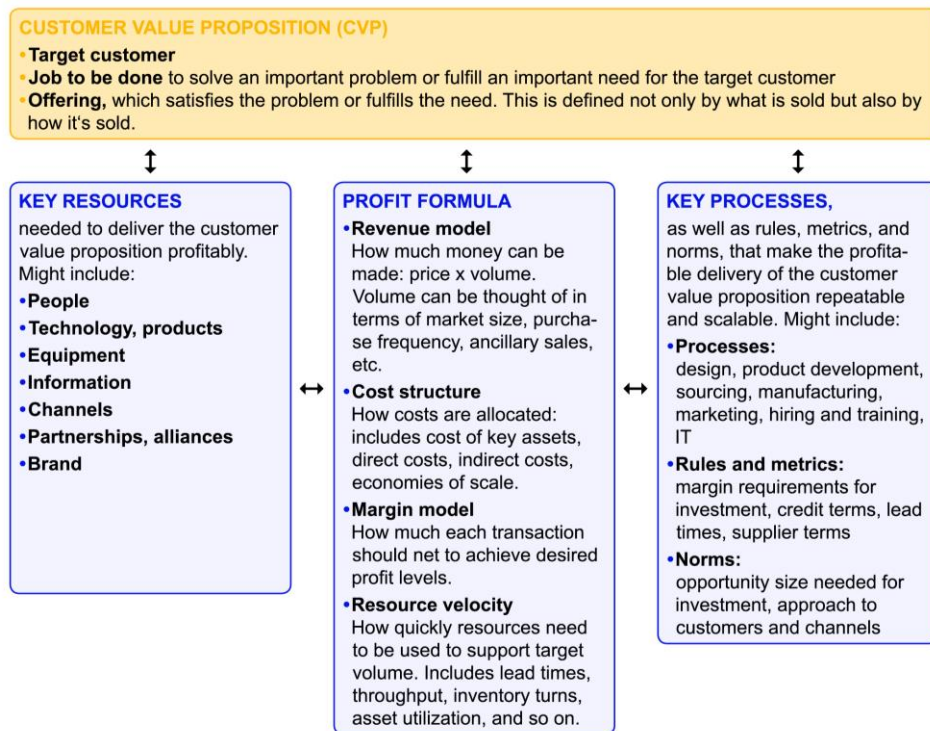 CUSTOMER VALUE PROPOSITION (CVP)
•Target customer
•Job to be done to solve an important problem or fulfill an important need for the target customer
•Offering, which satisfies the problem or fulfills the need. This is defined not only by what is sold but also by
how it‘s sold.
KEY RESOURCES
needed to deliver the customer
value proposition profitably.
Might include:
•People
•Technology, products
•Equipment
•Information
•Channels
•Partnerships, alliances
•Brand
PROFIT FORMULA
•Revenue model
How much money can be
made: price x volume.
Volume can be thought of in
terms of market size, purcha-
se frequency, ancillary sales,
etc.
•Cost structure
How costs are allocated:
includes cost of key assets,
direct costs, indirect costs,
economies of scale.
•Margin model
How much each transaction
should net to achieve desired
profit levels.
•Resource velocity
How quickly resources need
to be used to support target
volume. Includes lead times,
throughput, inventory turns,
asset utilization, and so on.
KEY PROCESSES,
as well as rules, metrics, and
norms, that make the profita-
ble delivery of the customer
value proposition repeatable
and scalable. Might include:
•Processes:
design, product development,
sourcing, manufacturing,
marketing, hiring and training,
IT
•Rules and metrics:
margin requirements for
investment, credit terms, lead
times, supplier terms
•Norms:
opportunity size needed for
investment, approach to
customers and channels